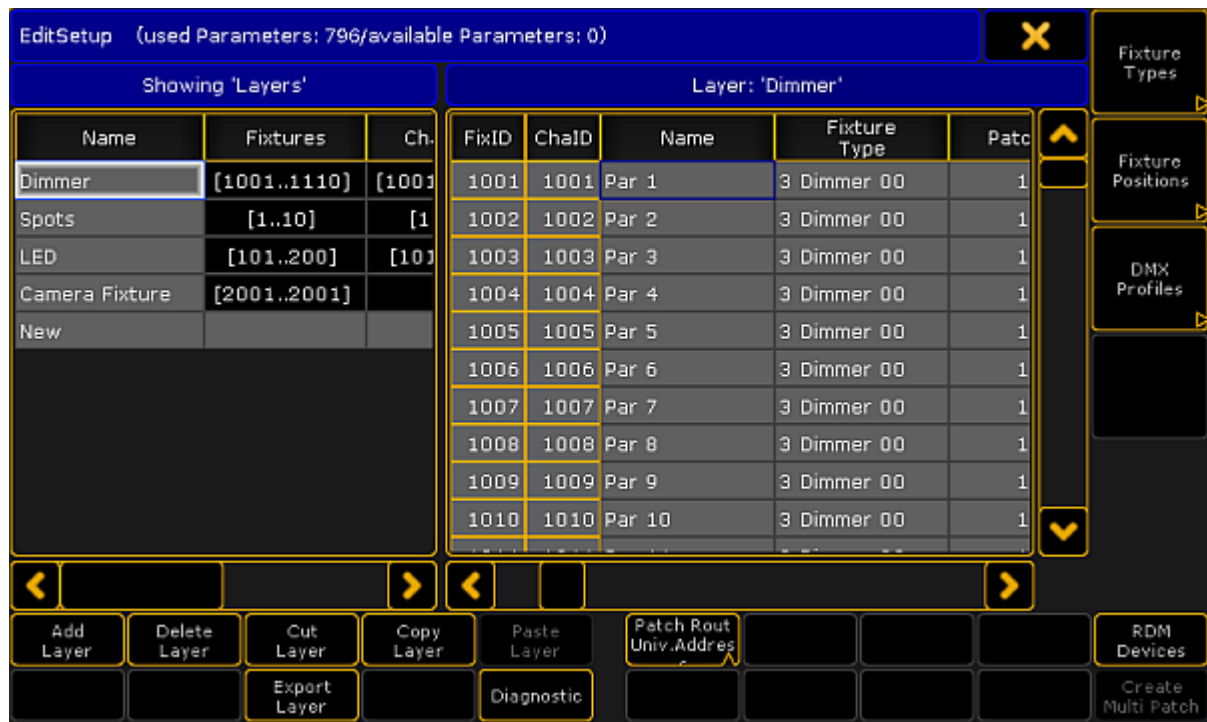 EditSetup (used Parameters: 796/available Parameters: 0)
Showing 'Layers'
Layer: 'Dimmer'
Name Fixtures Ch.
Dimmer [1001..1110] [1001
Spots [1..10] [1
LED [101..200] [101
Camera Fixture [2001..2001]
New
FixID ChaID Name Fixture Type Patc
1001 1001 Par 1 3 Dimmer 00 1
1002 1002 Par 2 3 Dimmer 00 1
1003 1003 Par 3 3 Dimmer 00 1
1004 1004 Par 4 3 Dimmer 00 1
1005 1005 Par 5 3 Dimmer 00 1
1006 1006 Par 6 3 Dimmer 00 1
1007 1007 Par 7 3 Dimmer 00 1
1008 1008 Par 8 3 Dimmer 00 1
1009 1009 Par 9 3 Dimmer 00 1
1010 1010 Par 10 3 Dimmer 00 1
Fixture
Types
Fixture
Positions
DMX
Profiles
Add Layer
Delete Layer
Cut Layer
Copy Layer
Paste Layer
Patch Rout
Univ.Addres
RDM Devices
Export Layer
Diagnostic
Create
Multi Patch